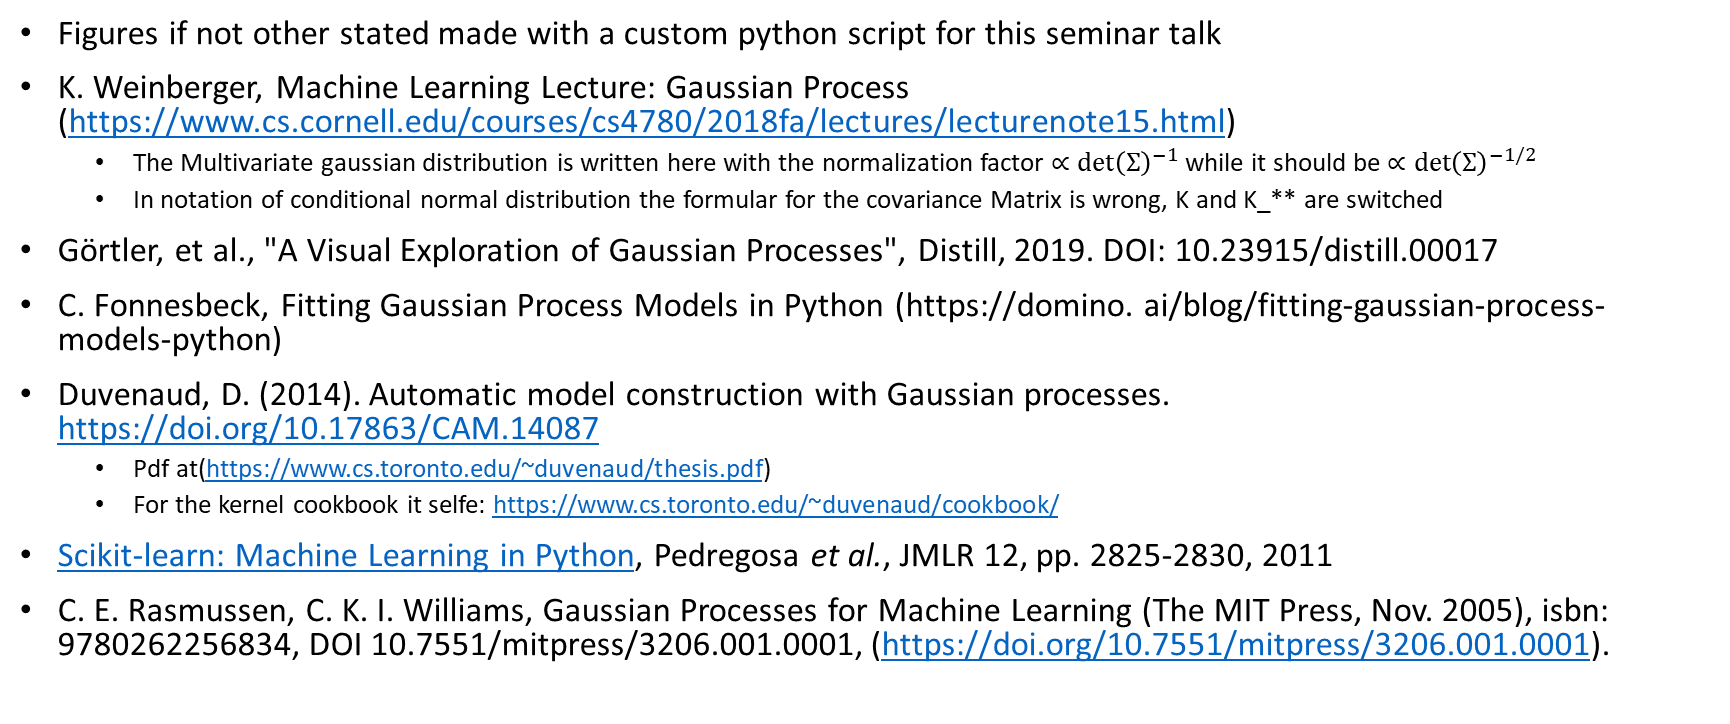 • Figures if not other stated made with a custom python script for this seminar talk
• K. Weinberger, Machine Learning Lecture: Gaussian Process
(https://www.cs.cornell.edu/courses/cs4780/2018fa/lectures/lecturenote15.html)
• The Multivariate gaussian distribution is written here with the normalization factor ∝ det(Σ)⁻¹ while it should be ∝ det(Σ)^−1/2
• In notation of conditional normal distribution the formular for the covariance Matrix is wrong, K and K_** are switched
• Görtler, et al., "A Visual Exploration of Gaussian Processes", Distill, 2019. DOI: 10.23915/distill.00017
• C. Fonnesbeck, Fitting Gaussian Process Models in Python (https://domino. ai/blog/fitting-gaussian-process-
models-python)
• Duvenaud, D. (2014). Automatic model construction with Gaussian processes.
https://doi.org/10.17863/CAM.14087
• Pdf at(https://www.cs.toronto.edu/~duvenaud/thesis.pdf)
• For the kernel cookbook it selfe: https://www.cs.toronto.edu/~duvenaud/cookbook/
• Scikit-learn: Machine Learning in Python, Pedregosa et al., JMLR 12, pp. 2825-2830, 2011
• C. E. Rasmussen, C. K. I. Williams, Gaussian Processes for Machine Learning (The MIT Press, Nov. 2005), isbn:
9780262256834, DOI 10.7551/mitpress/3206.001.0001, (https://doi.org/10.7551/mitpress/3206.001.0001).